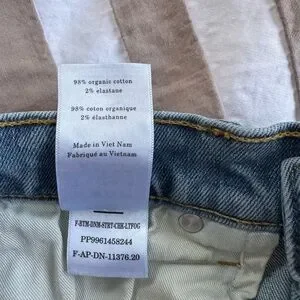 98% organic cotton
2% elastane
98% coton organique
2% élasthanne
Made in Viet Nam
Fabriqué au Vietnam
F-BTM-DNM-STRT-CHK-LTFOG
PP9961458244
F-AP-DN-11376.20